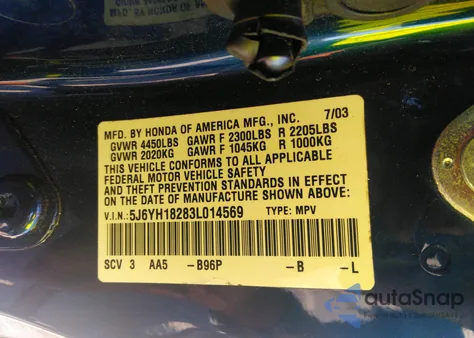 MFD. BY HONDA OF AMERICA MFG., INC. 7/03
GVWR 4450LBS GAWR F 2300LBS R 2205LBS
GVWR 2020KG GAWR F 1045KG R 1000KG
THIS VEHICLE CONFORMS TO ALL APPLICABLE
FEDERAL MOTOR VEHICLE SAFETY
AND THEFT PREVENTION STANDARDS IN EFFECT
ON THE DATE OF MANUFACTURE SHOWN ABOVE.
V.I.N: 5J6YH18283L014569 TYPE: MPV
SCV 3 AA5 -B96P -B -L
autoSnap